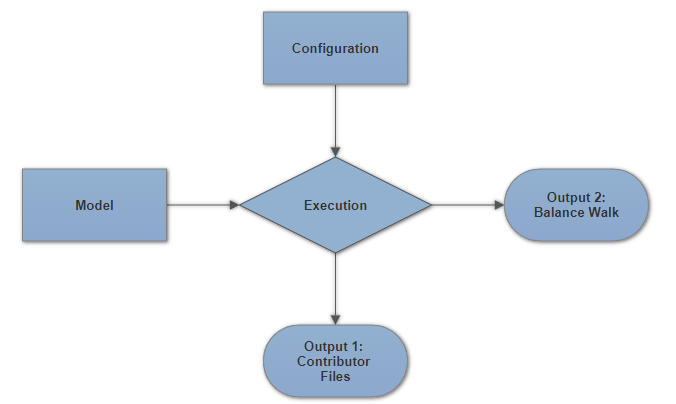 Configuration
Model
Execution
Output 2:
Balance Walk
Output 1:
Contributor
Files